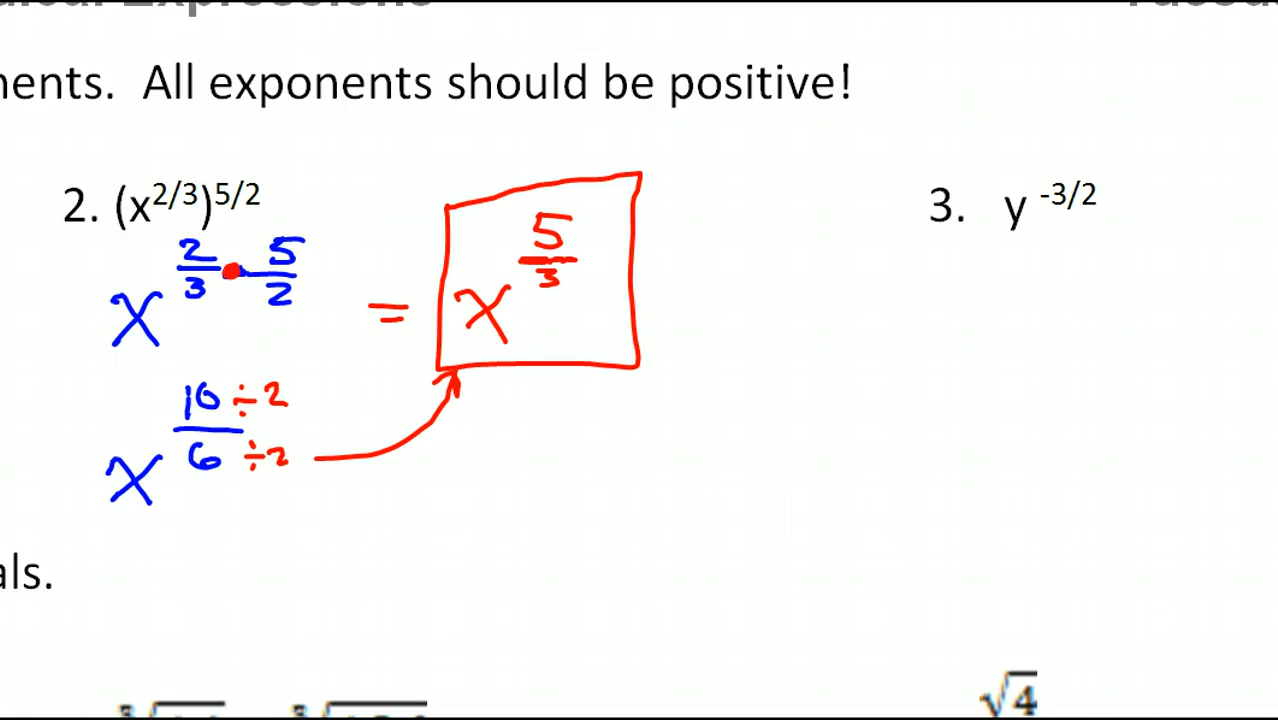 nents. All exponents should be positive!
2. (x^2/3)^5/2
3. y^-3/2
x^(2/3 • 5/2) = x^(5/3)
x^(10/6) ÷2 ÷2
als.
√4